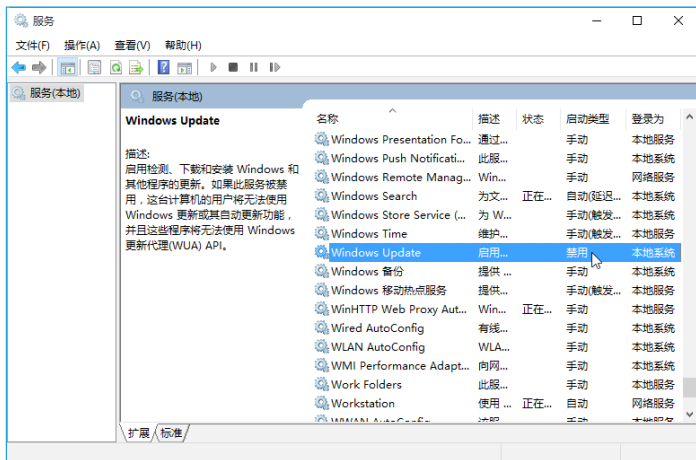 服务
文件(F) 操作(A) 查看(V) 帮助(H)
服务(本地)
服务(本地)
Windows Update
描述:
启用检测、下载和安装 Windows 和
其他程序的更新。如果此服务被禁
用，这台计算机的用户将无法使用
Windows 更新或其自动更新功能，
并且这些程序将无法使用 Windows
更新代理(WUA) API。
名称 描述 状态 启动类型 登录为
Windows Presentation Fo... 通过... 手动 本地服务
Windows Push Notificati... 此服... 手动 本地系统
Windows Remote Manag... Win... 手动 网络服务
Windows Search 为文... 正在... 自动(延迟... 本地系统
Windows Store Service (... 为 W... 手动(触发... 本地系统
Windows Time 维护... 手动(触发... 本地服务
Windows Update 启用... 禁用 本地系统
Windows 备份 提供 ... 手动 本地系统
Windows 移动热点服务 提供... 手动(触发... 本地服务
WinHTTP Web Proxy Aut... Win... 正在... 手动 本地服务
Wired AutoConfig 有线... 手动 本地系统
WLAN AutoConfig WLA... 手动 本地系统
WMI Performance Adapt... 向网... 手动 本地系统
Work Folders 此服... 手动 本地服务
Workstation 使用 ... 正在... 自动 网络服务
WWAN AutoConfig 手动
扩展 标准